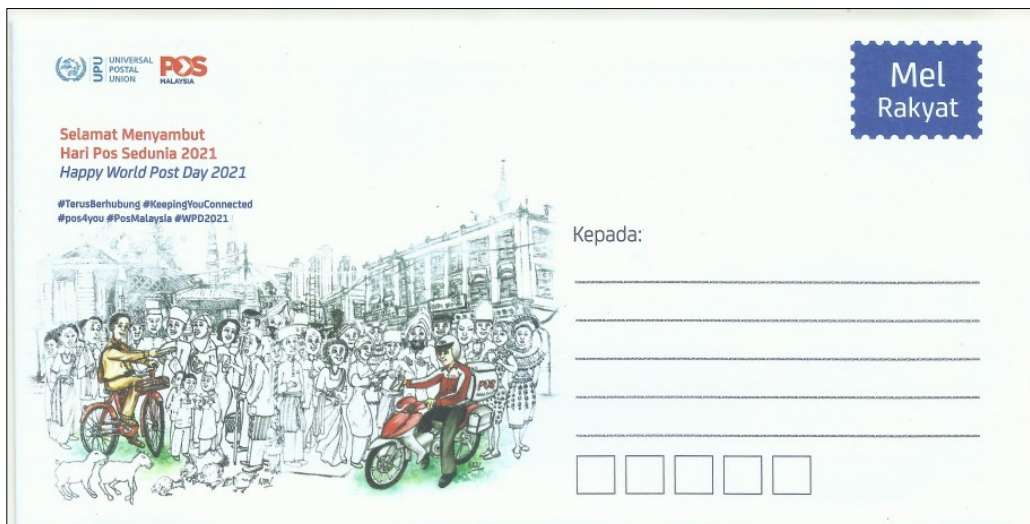 UPU
UNIVERSAL
POSTAL
UNION
POS
MALAYSIA
Mel
Rakyat
Selamat Menyambut
Hari Pos Sedunia 2021
Happy World Post Day 2021
#TerusBerhubung #KeepingYouConnected
#pos4you #PosMalaysia #WPD2021
Kepada:
POS